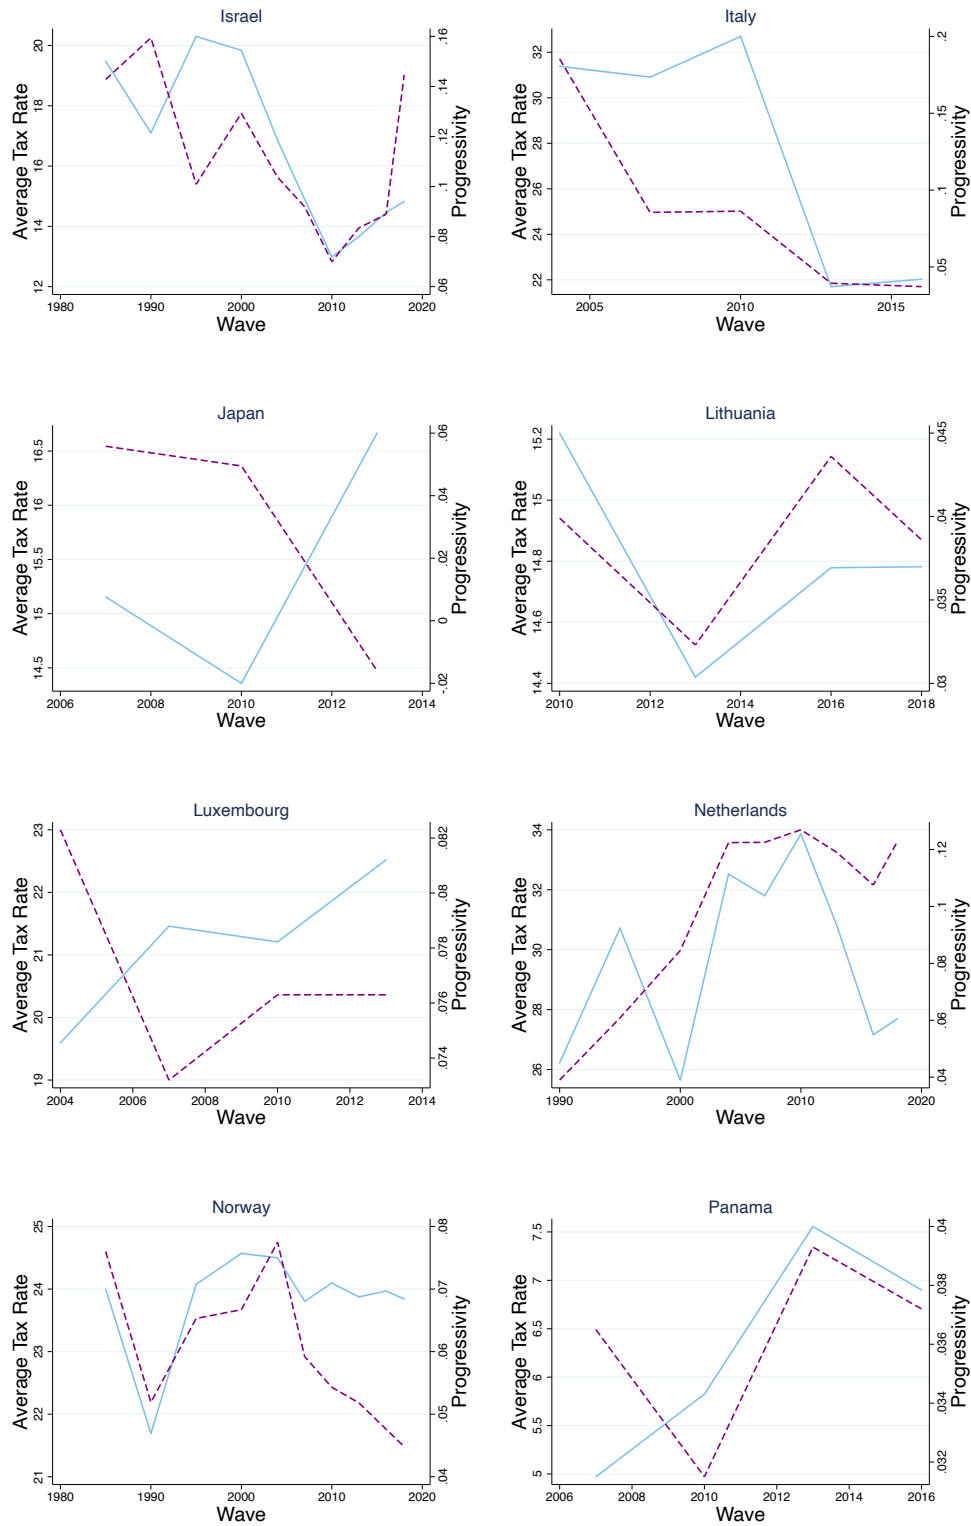 Israel
Average Tax Rate
12 14 16 18 20
.06 .08 .1 .12 .14 .16
Progressivity
1980 1990 2000 2010 2020
Wave
Italy
Average Tax Rate
22 24 26 28 30 32
.05 .1 .15 .2
Progressivity
2005 2010 2015
Wave
Japan
Average Tax Rate
14.5 15 15.5 16 16.5
-.02 0 .02 .04 .06
Progressivity
2006 2008 2010 2012 2014
Wave
Lithuania
Average Tax Rate
14.4 14.6 14.8 15 15.2
.03 .035 .04 .045
Progressivity
2010 2012 2014 2016 2018
Wave
Luxembourg
Average Tax Rate
19 20 21 22 23
.074 .076 .078 .08 .082
Progressivity
2004 2006 2008 2010 2012 2014
Wave
Netherlands
Average Tax Rate
26 28 30 32 34
.04 .06 .08 .1 .12
Progressivity
1990 2000 2010 2020
Wave
Norway
Average Tax Rate
21 22 23 24 25
.04 .05 .06 .07 .08
Progressivity
1980 1990 2000 2010 2020
Wave
Panama
Average Tax Rate
5 5.5 6 6.5 7 7.5
.032 .034 .036 .038 .04
Progressivity
2006 2008 2010 2012 2014 2016
Wave